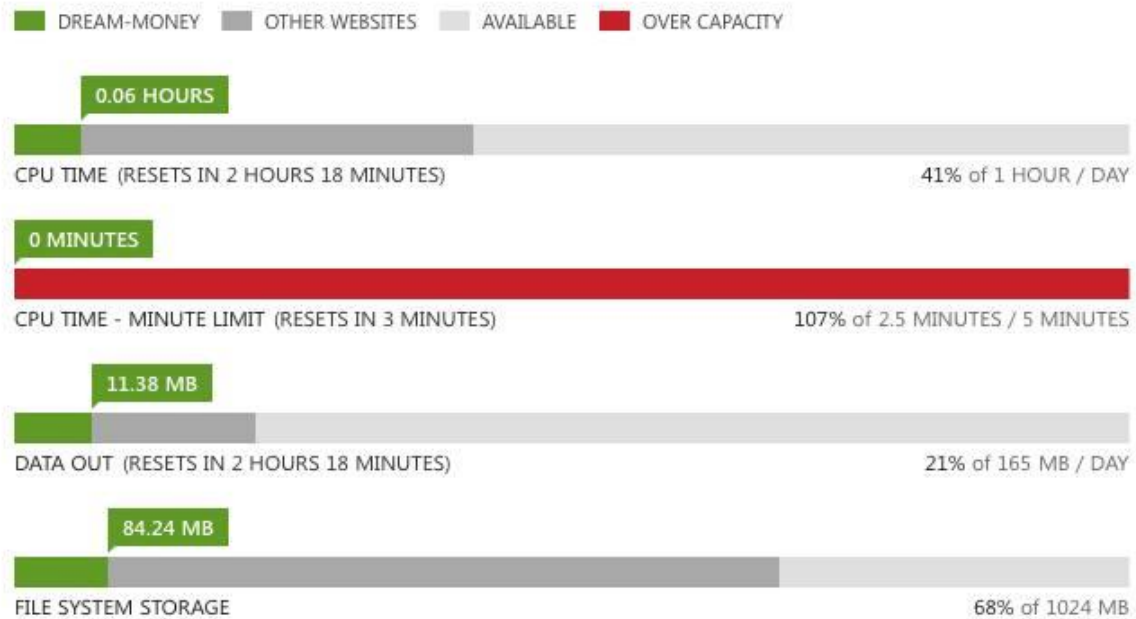 DREAM-MONEY OTHER WEBSITES AVAILABLE OVER CAPACITY
0.06 HOURS
CPU TIME (RESETS IN 2 HOURS 18 MINUTES) 41% of 1 HOUR / DAY
0 MINUTES
CPU TIME - MINUTE LIMIT (RESETS IN 3 MINUTES) 107% of 2.5 MINUTES / 5 MINUTES
11.38 MB
DATA OUT (RESETS IN 2 HOURS 18 MINUTES) 21% of 165 MB / DAY
84.24 MB
FILE SYSTEM STORAGE 68% of 1024 MB